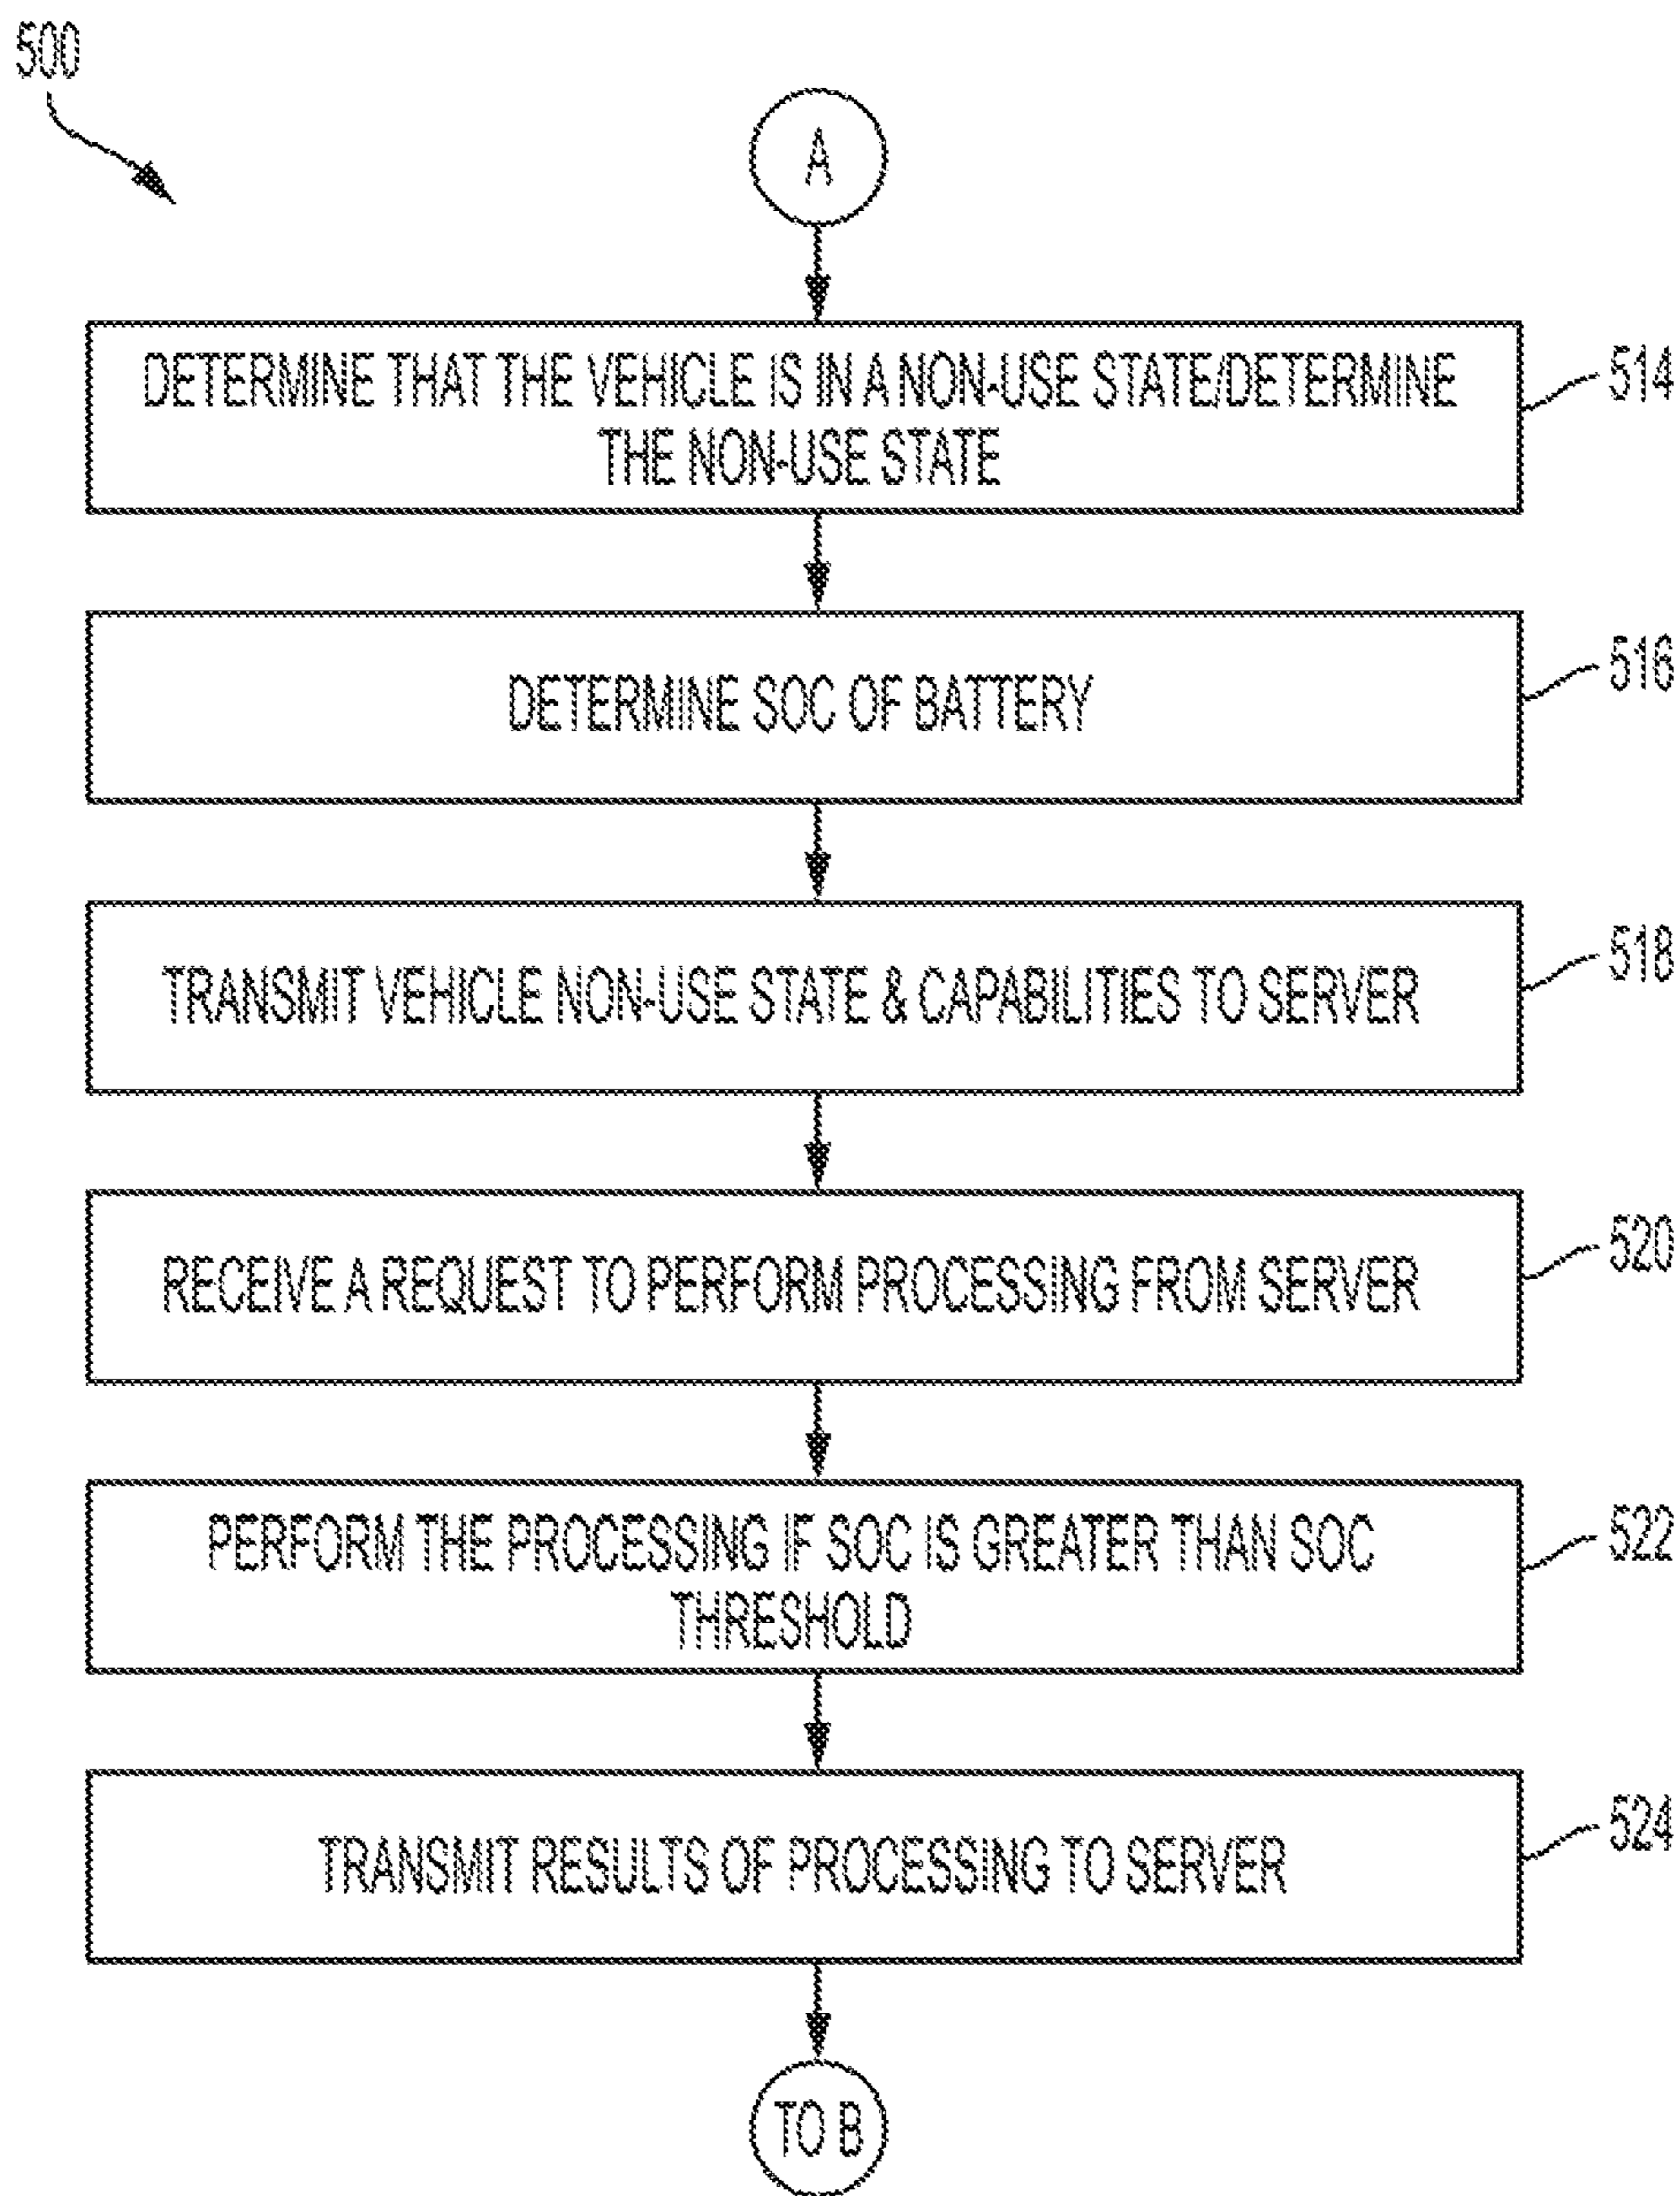 500
A
DETERMINE THAT THE VEHICLE IS IN A NON-USE STATE/DETERMINE
THE NON-USE STATE
514
DETERMINE SOC OF BATTERY
516
TRANSMIT VEHICLE NON-USE STATE & CAPABILITIES TO SERVER
518
RECEIVE A REQUEST TO PERFORM PROCESSING FROM SERVER
520
PERFORM THE PROCESSING IF SOC IS GREATER THAN SOC
THRESHOLD
522
TRANSMIT RESULTS OF PROCESSING TO SERVER
524
TO B